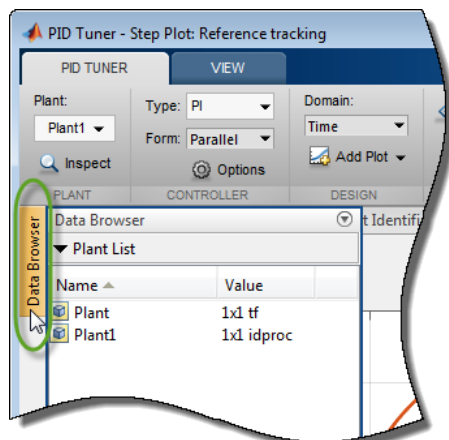 PID Tuner - Step Plot: Reference tracking
PID TUNER VIEW
Plant: Type: PI Domain:
Plant1 Form: Parallel Time
Inspect Options Add Plot
PLANT CONTROLLER DESIGN
Data Browser
Data Browser t Identifi
Plant List
Name Value
Plant 1x1 tf
Plant1 1x1 idproc